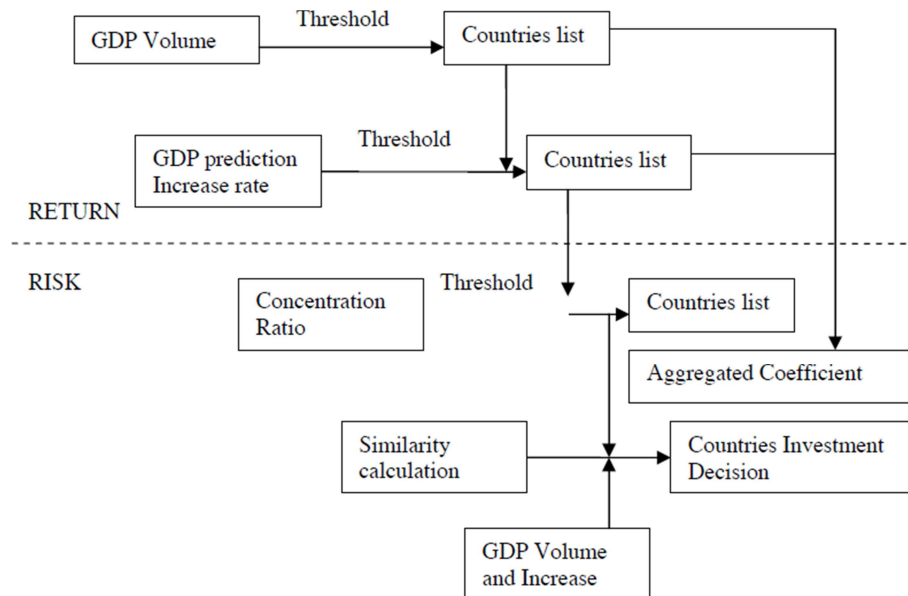 Threshold
GDP Volume
Countries list
Threshold
GDP prediction
Increase rate
Countries list
RETURN
RISK
Threshold
Concentration
Ratio
Countries list
Aggregated Coefficient
Similarity
calculation
Countries Investment
Decision
GDP Volume
and Increase